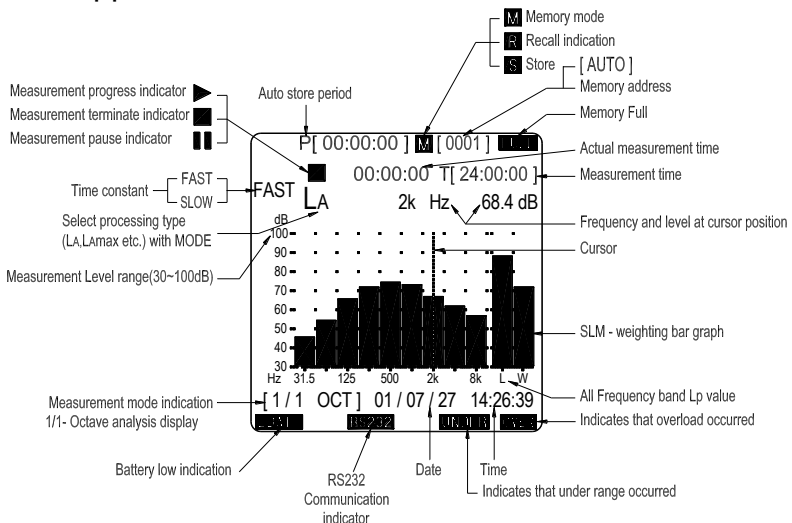 M Memory mode
R Recall indication
S Store
[ AUTO ]
Memory address
Memory Full
Measurement progress indicator
Measurement terminate indicator
Measurement pause indicator
Auto store period
P[ 00:00:00 ] M [ 0001 ]
Actual measurement time
00:00:00 T[ 24:00:00 ]
Measurement time
Time constant
FAST
SLOW
FAST
LA
2k Hz 68.4 dB
Select processing type
(LA,LAmax etc.) with MODE
Frequency and level at cursor position
Cursor
dB
100
90
80
70
60
50
40
30
Measurement Level range(30~100dB)
SLM - weighting bar graph
Hz 31.5 125 500 2k 8k L W
All Frequency band Lp value
Measurement mode indication
1/1- Octave analysis display
[ 1 / 1 OCT ] 01 / 07 / 27 14:26:39
RS232 UNDER
Indicates that overload occurred
Battery low indication
RS232
Communication
indicator
Date
Time
Indicates that under range occurred